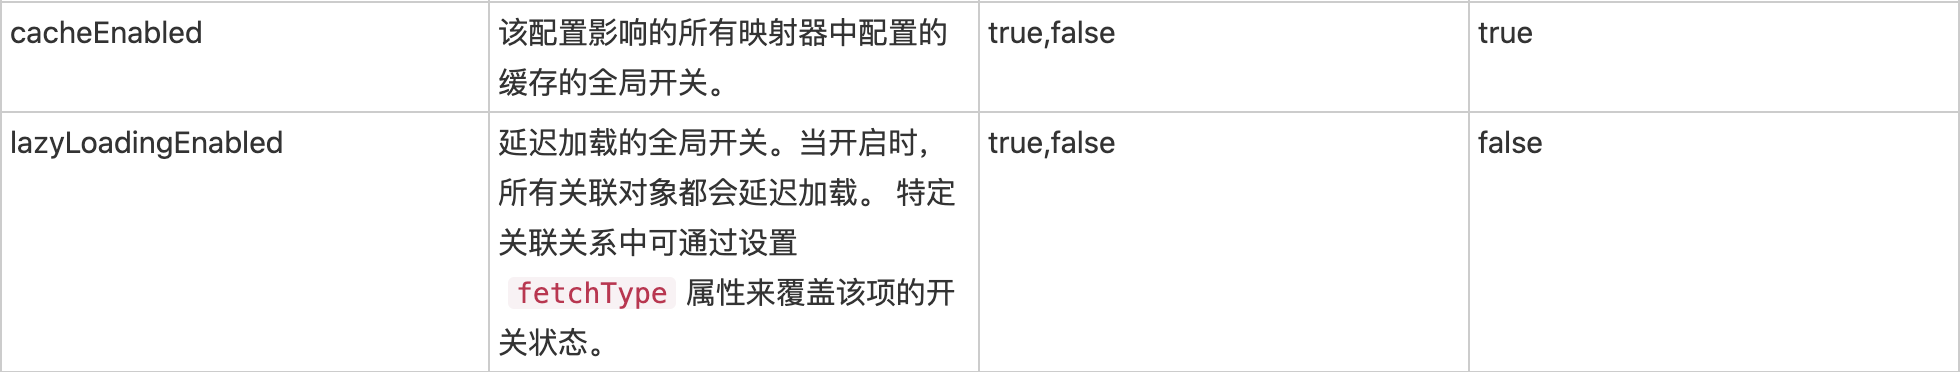 cacheEnabled
该配置影响的所有映射器中配置的
缓存的全局开关。
true,false
true
lazyLoadingEnabled
延迟加载的全局开关。当开启时，
所有关联对象都会延迟加载。 特定
关联关系中可通过设置
fetchType 属性来覆盖该项的开
关状态。
true,false
false